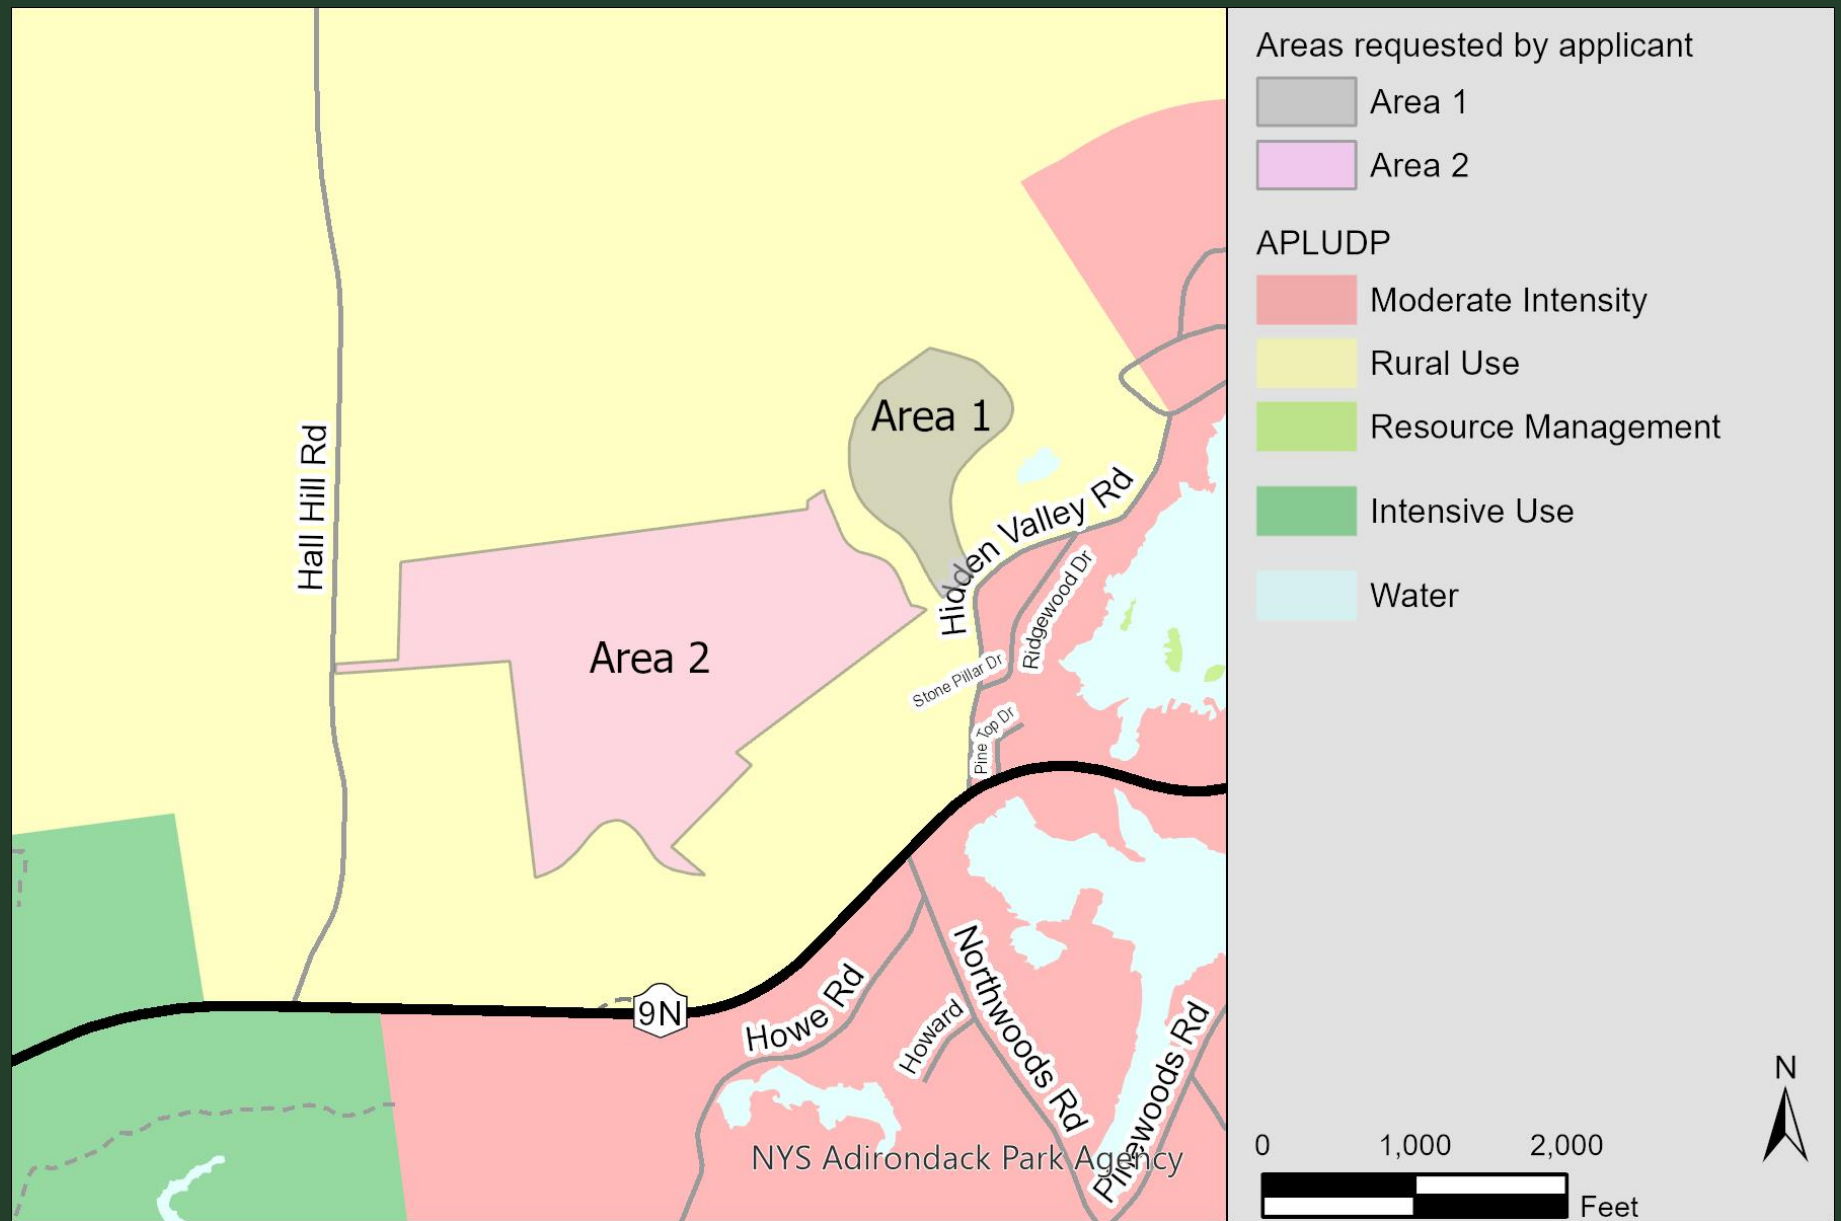 Areas requested by applicant
Area 1
Area 2
APLUDP
Moderate Intensity
Rural Use
Resource Management
Intensive Use
Water
Area 1
Hall Hill Rd
Hidden Valley Rd
Ridgewood Dr
Area 2
Stone Pillar Dr
Pine Top Dr
9N
Howe Rd
Northwoods Rd
Howard
Pinewoods Rd
NYS Adirondack Park Agency
N
0 1,000 2,000
Feet